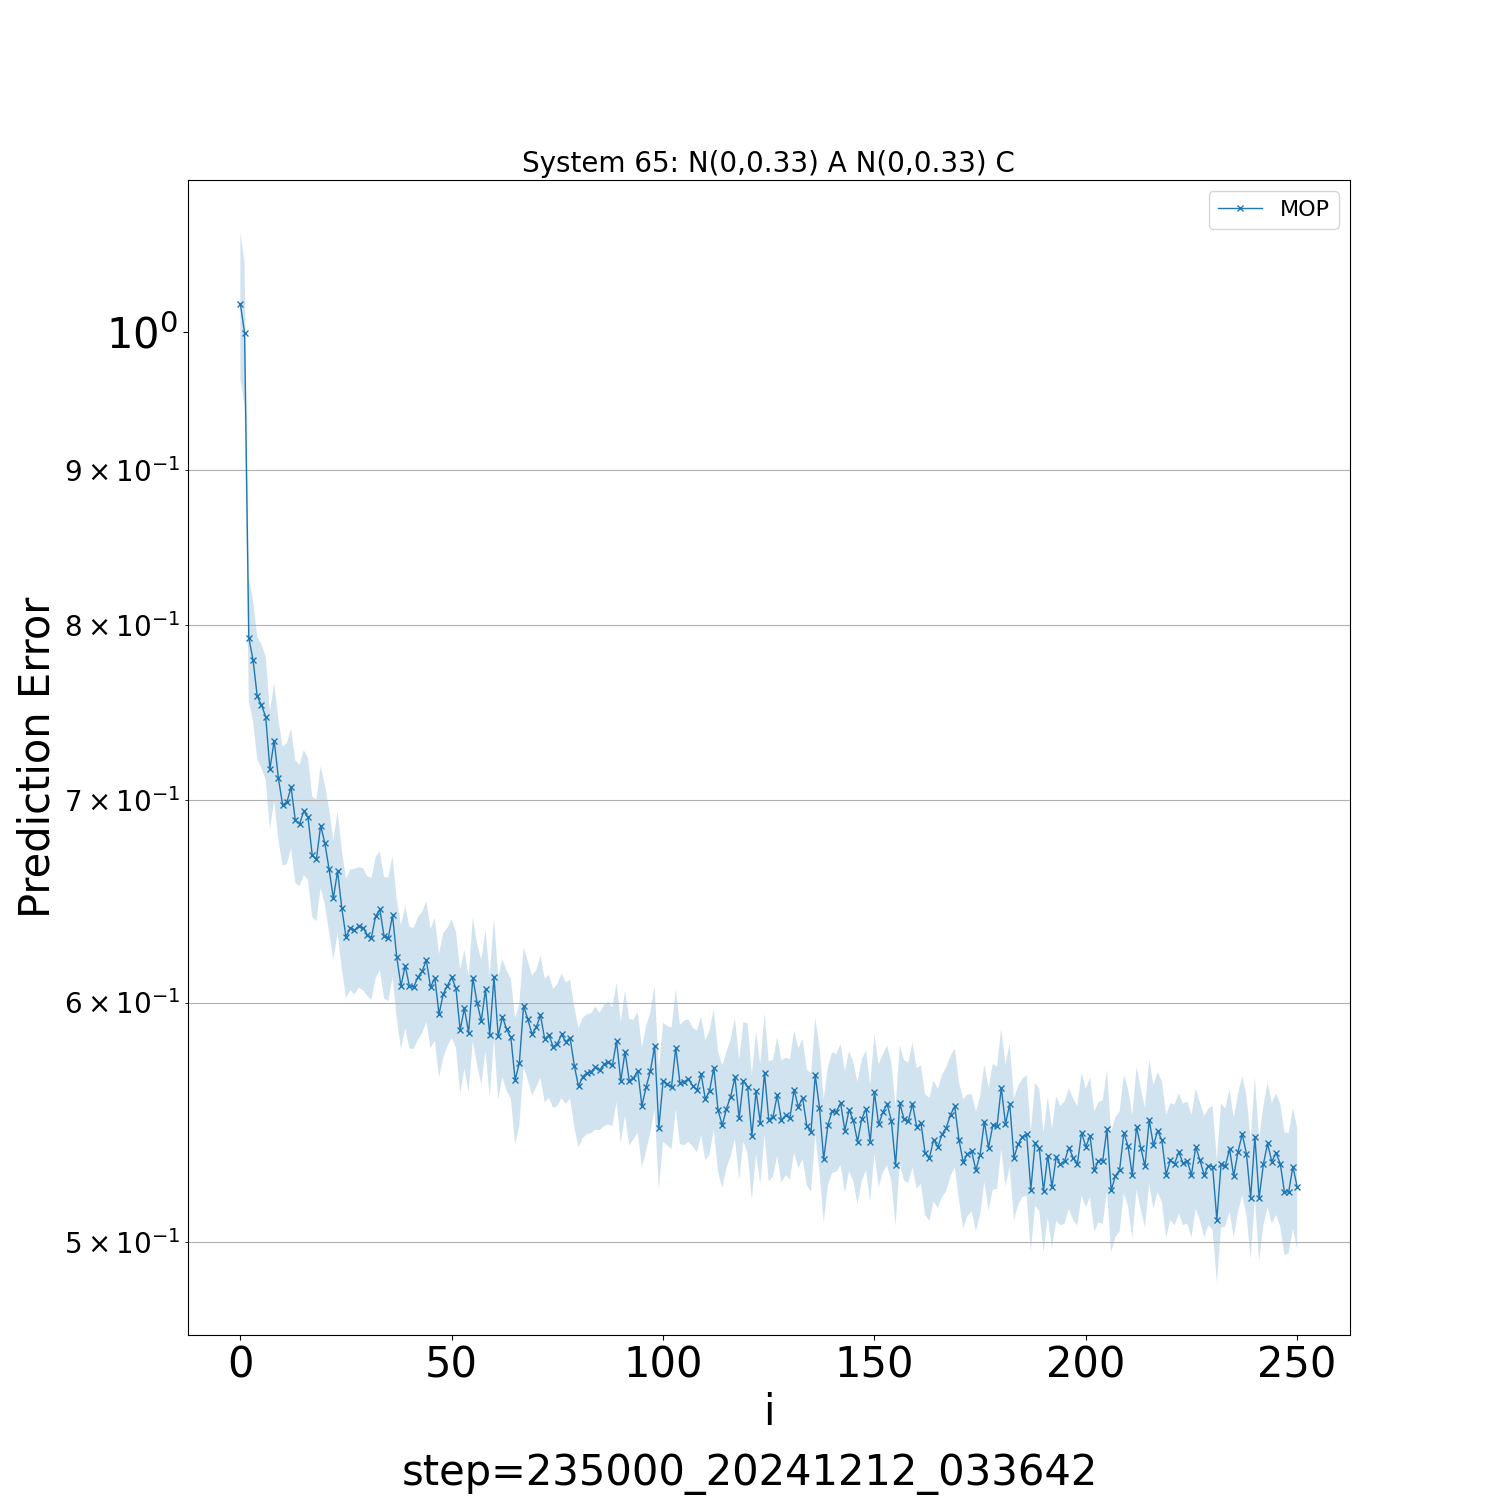 System 65: N(0,0.33) A N(0,0.33) C
MOP
10⁰
9 × 10⁻¹
8 × 10⁻¹
7 × 10⁻¹
6 × 10⁻¹
5 × 10⁻¹
Prediction Error
0 50 100 150 200 250
i
step=235000_20241212_033642